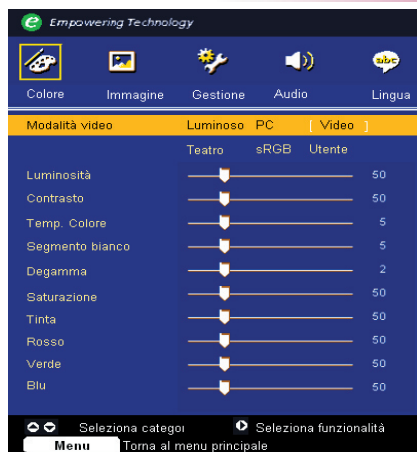 Empowering Technology
Colore Immagine Gestione Audio abc Lingua
Modalità video Luminoso PC [ Video ]
Teatro sRGB Utente
Luminosità 50
Contrasto 50
Temp. Colore 5
Segmento bianco 5
Degamma 2
Saturazione 50
Tinta 50
Rosso 50
Verde 50
Blu 50
Seleziona categoı Seleziona funzionalità
Menu Torna al menu principale